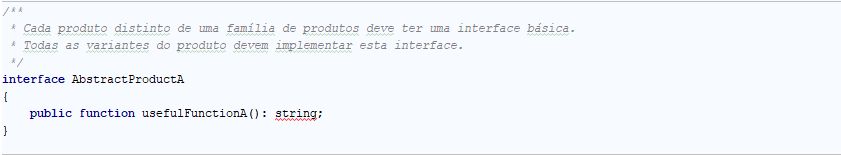 /**
 * Cada produto distinto de uma família de produtos deve ter uma interface básica.
 * Todas as variantes do produto devem implementar esta interface.
 */
interface AbstractProductA
{
    public function usefulFunctionA(): string;
}